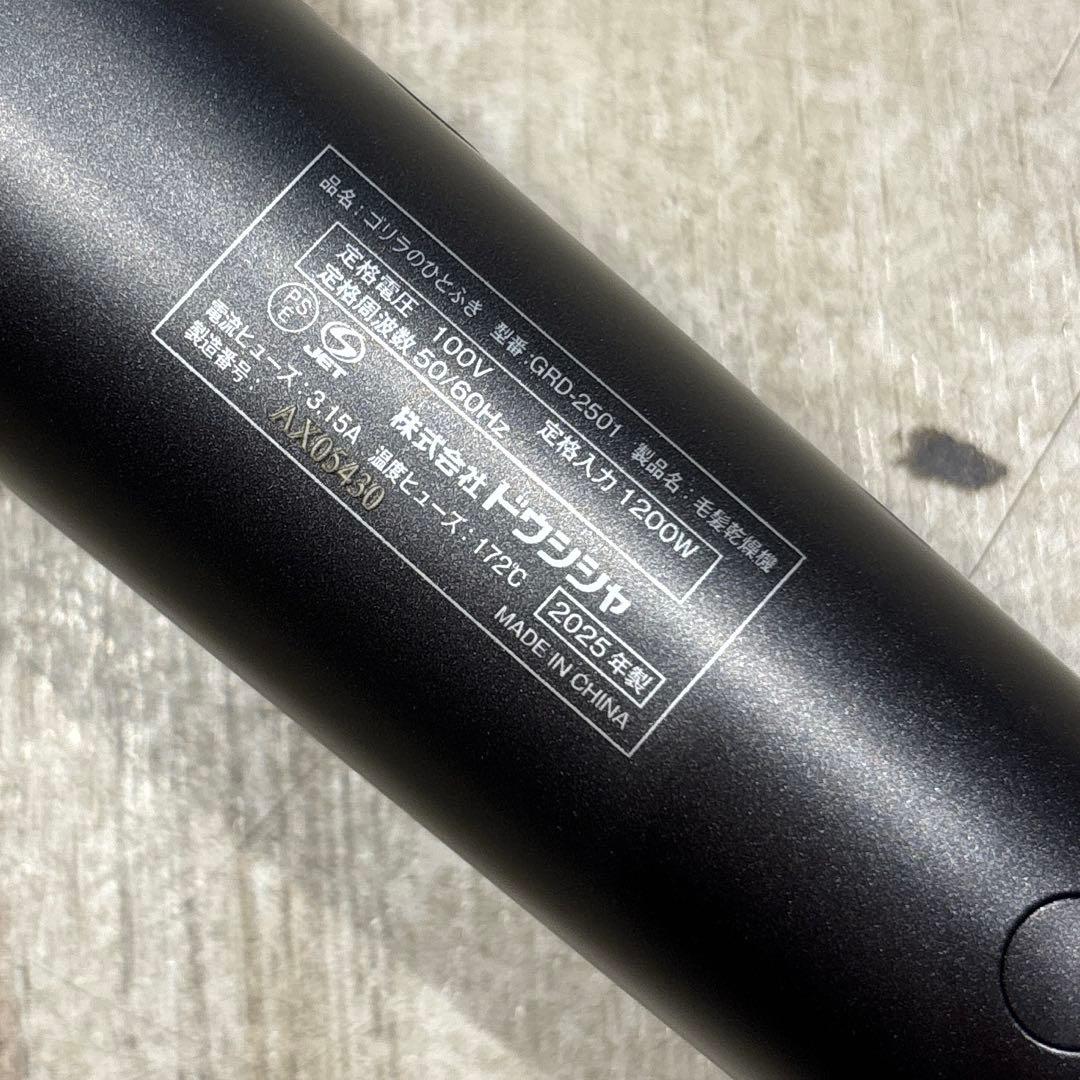 品名：ゴリラのひとふき 型番：GRD-2501 製品名：毛髪乾燥機
定格電圧 100V 定格入力 1200W
定格周波数 50/60Hz
PS
E
JET
株式会社ドウシシャ
電流ヒューズ：3.15A 温度ヒューズ：172℃ 2025年製
製造番号：AX05430
MADE IN CHINA